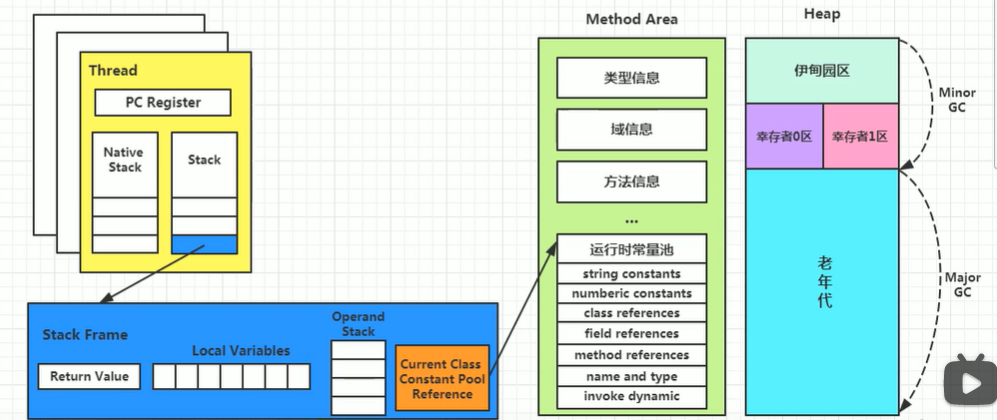 Thread
PC Register
Native
Stack
Stack
Stack Frame
Return Value
Local Variables
Operand
Stack
Current Class
Constant Pool
Reference
Method Area
类型信息
域信息
方法信息
...
运行时常量池
string constants
numberic constants
class references
field references
method references
name and type
invoke dynamic
Heap
伊甸园区
幸存者0区
幸存者1区
老
年
代
Minor
GC
Major
GC